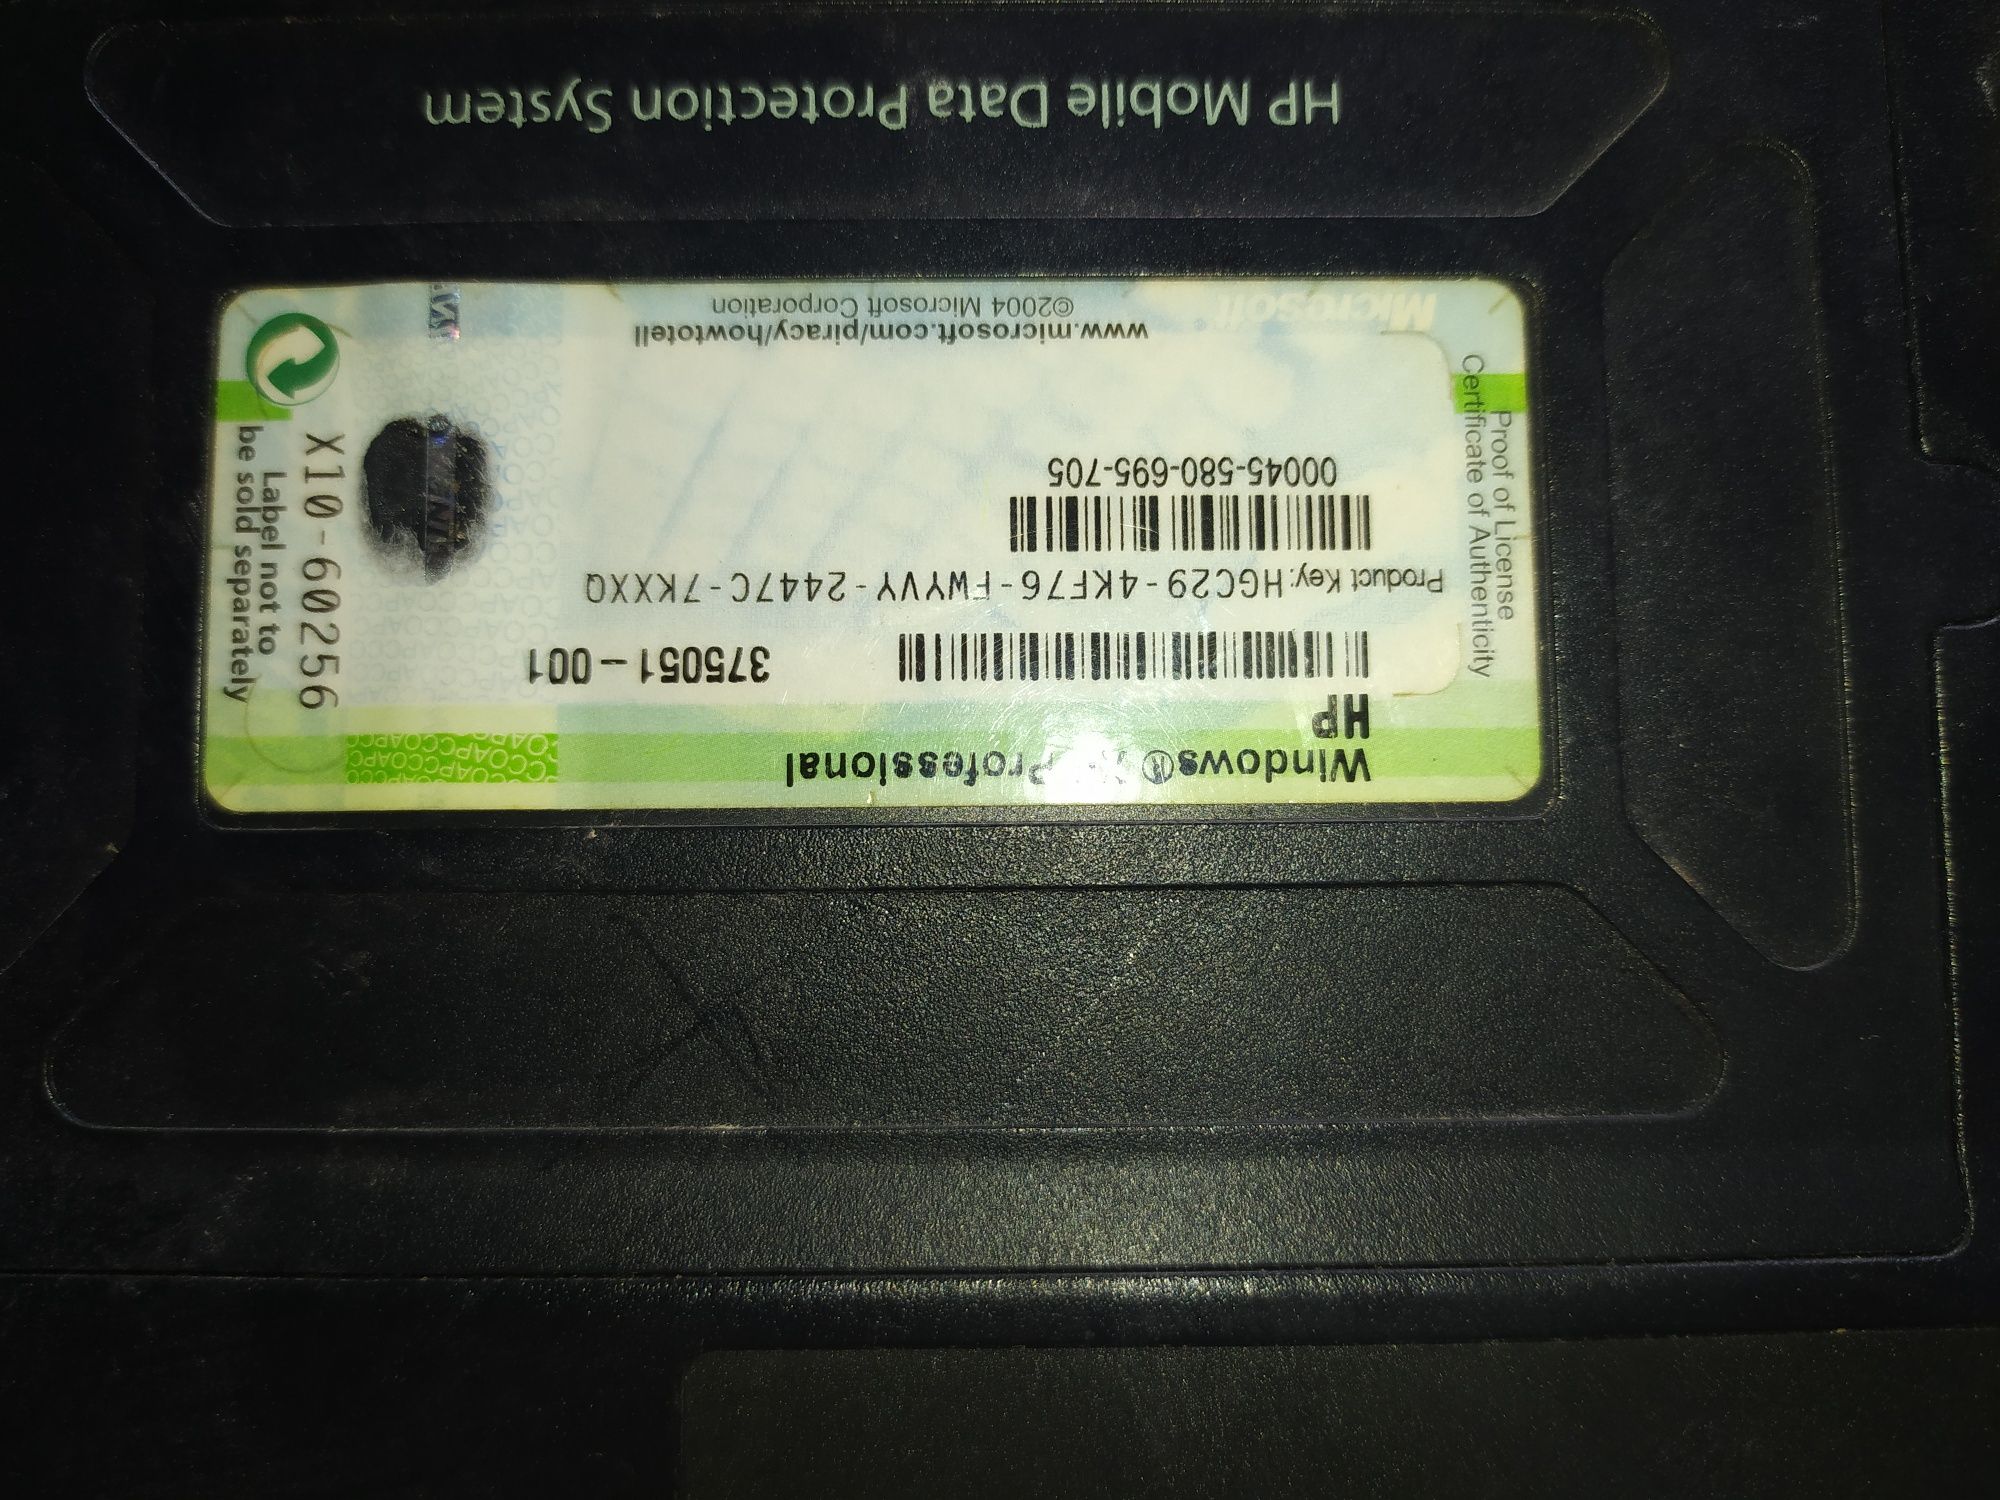 Windows® Professional
HP
375051-001
Product Key: HGC29-4KF76-FWYVY-2447C-7KXXQ
00045-580-695-705
www.microsoft.com/piracy/howtotell
©2004 Microsoft Corporation
Microsoft®
Proof of License
Certificate of Authenticity
X10-60256
Label not to
be sold separately
HP Mobile Data Protection System